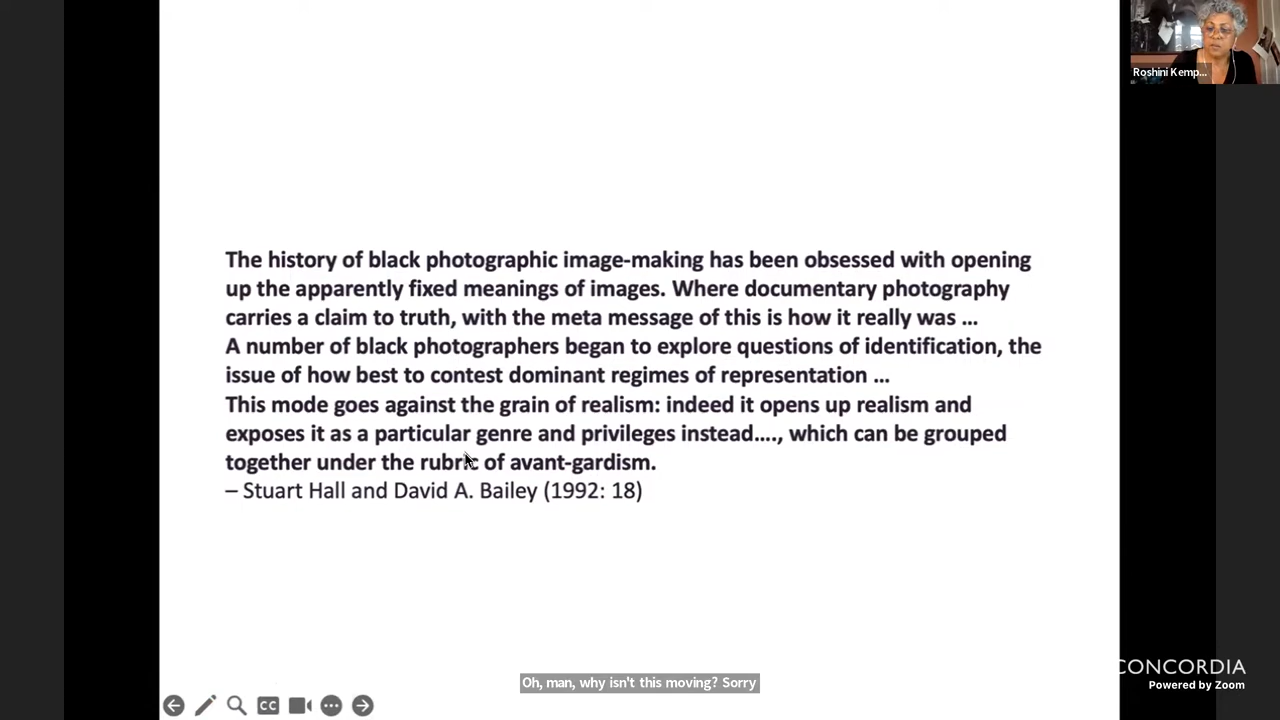 Roshini Kemp...
The history of black photographic image-making has been obsessed with opening
up the apparently fixed meanings of images. Where documentary photography
carries a claim to truth, with the meta message of this is how it really was ...
A number of black photographers began to explore questions of identification, the
issue of how best to contest dominant regimes of representation ...
This mode goes against the grain of realism: indeed it opens up realism and
exposes it as a particular genre and privileges instead...., which can be grouped
together under the rubric of avant-gardism.
– Stuart Hall and David A. Bailey (1992: 18)
CONCORDIA
Powered by Zoom
Oh, man, why isn't this moving? Sorry
CC